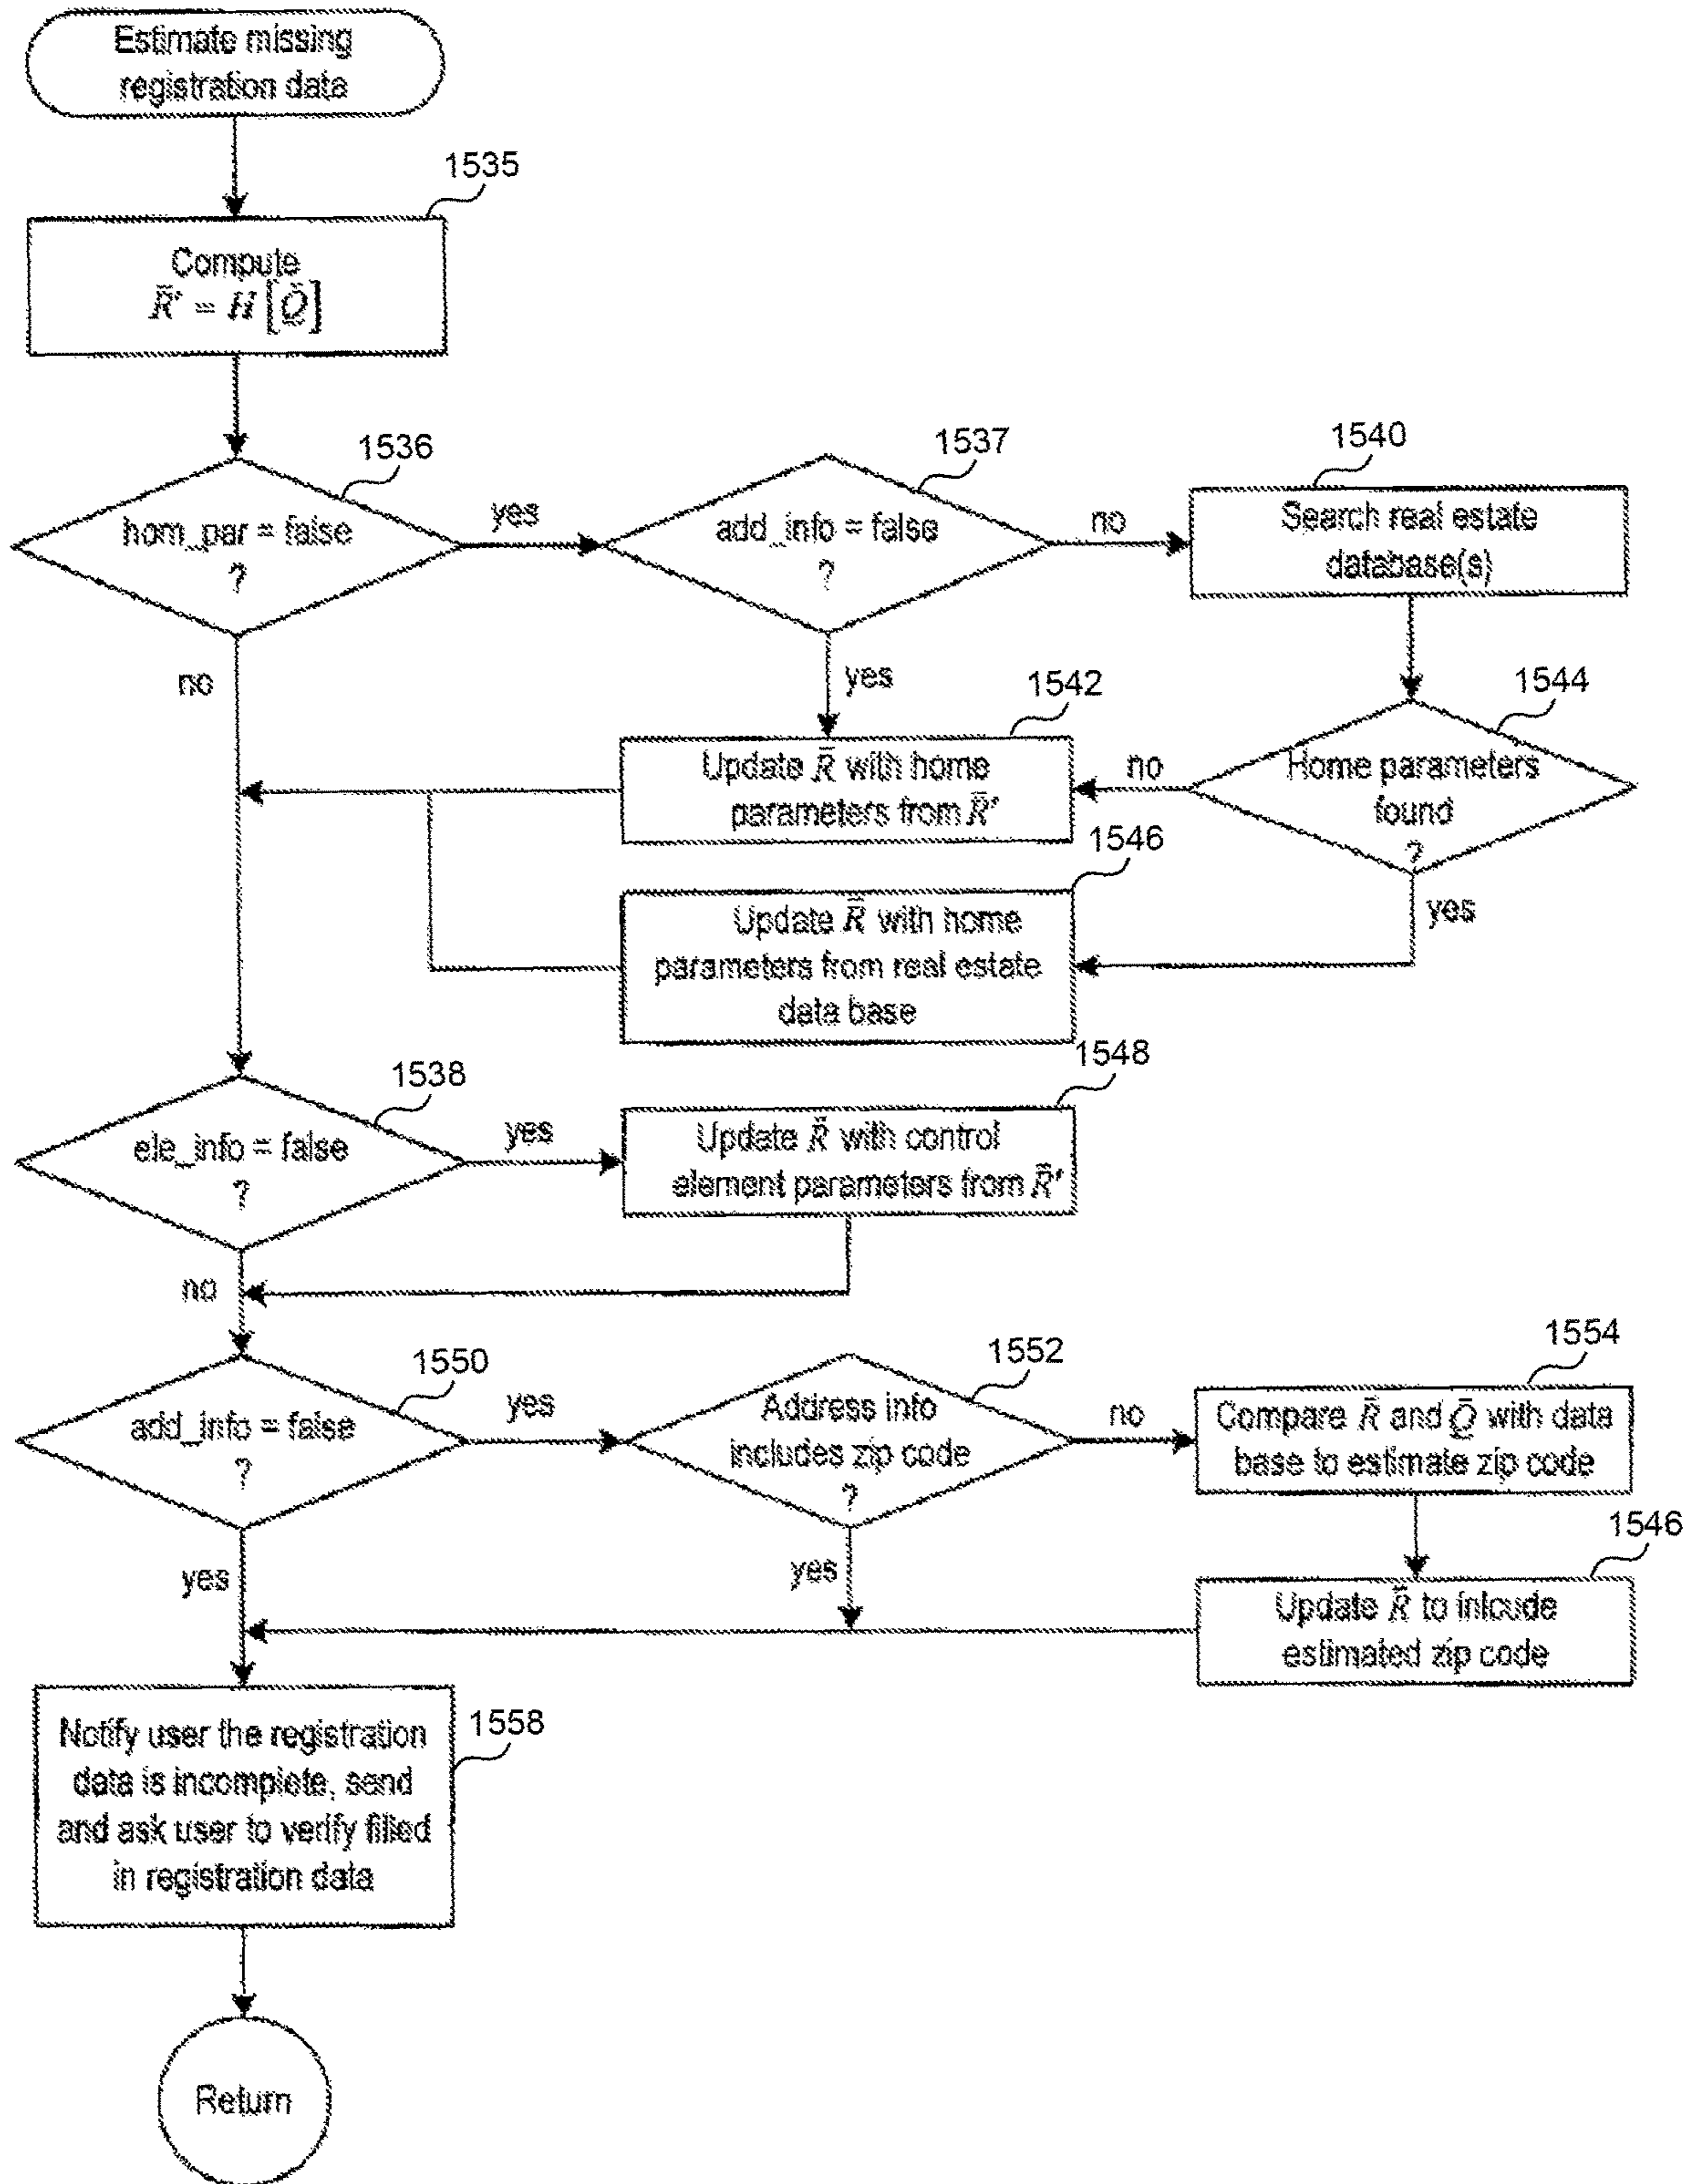 Estimate missing
registration data
1535
Compute
R̄' = H [Q̲̄]
1536
hom_par = false
?
yes
no
1537
add_info = false
?
no
yes
1540
Search real estate
database(s)
1544
Home parameters
found
?
no
yes
1542
Update R̄ with home
parameters from R̄'
1546
Update R̄ with home
parameters from real estate
data base
1538
ele_info = false
?
yes
no
1548
Update R̄ with control
element parameters from R̄'
1550
add_info = false
?
yes
yes
1552
Address info
includes zip code
?
no
yes
1554
Compare R̄ and Q̲̄ with data
base to estimate zip code
1546
Update R̄ to inlcude
estimated zip code
1558
Notify user the registration
data is incomplete, send
and ask user to verify filled
in registration data
Return